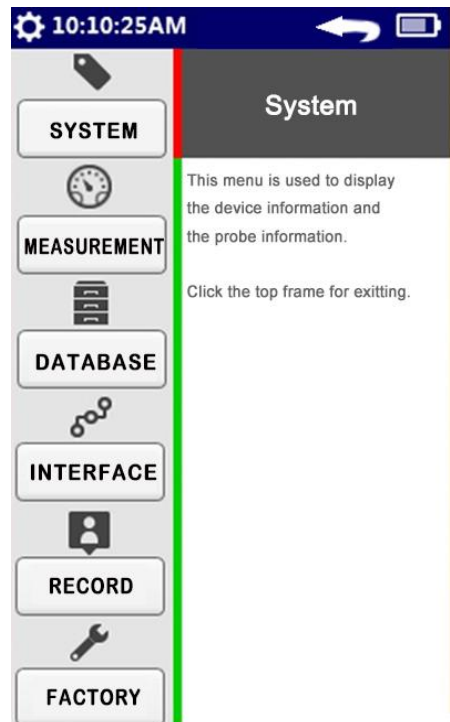 10:10:25AM
SYSTEM
MEASUREMENT
DATABASE
INTERFACE
RECORD
FACTORY
System
This menu is used to display
the device information and
the probe information.
Click the top frame for exitting.